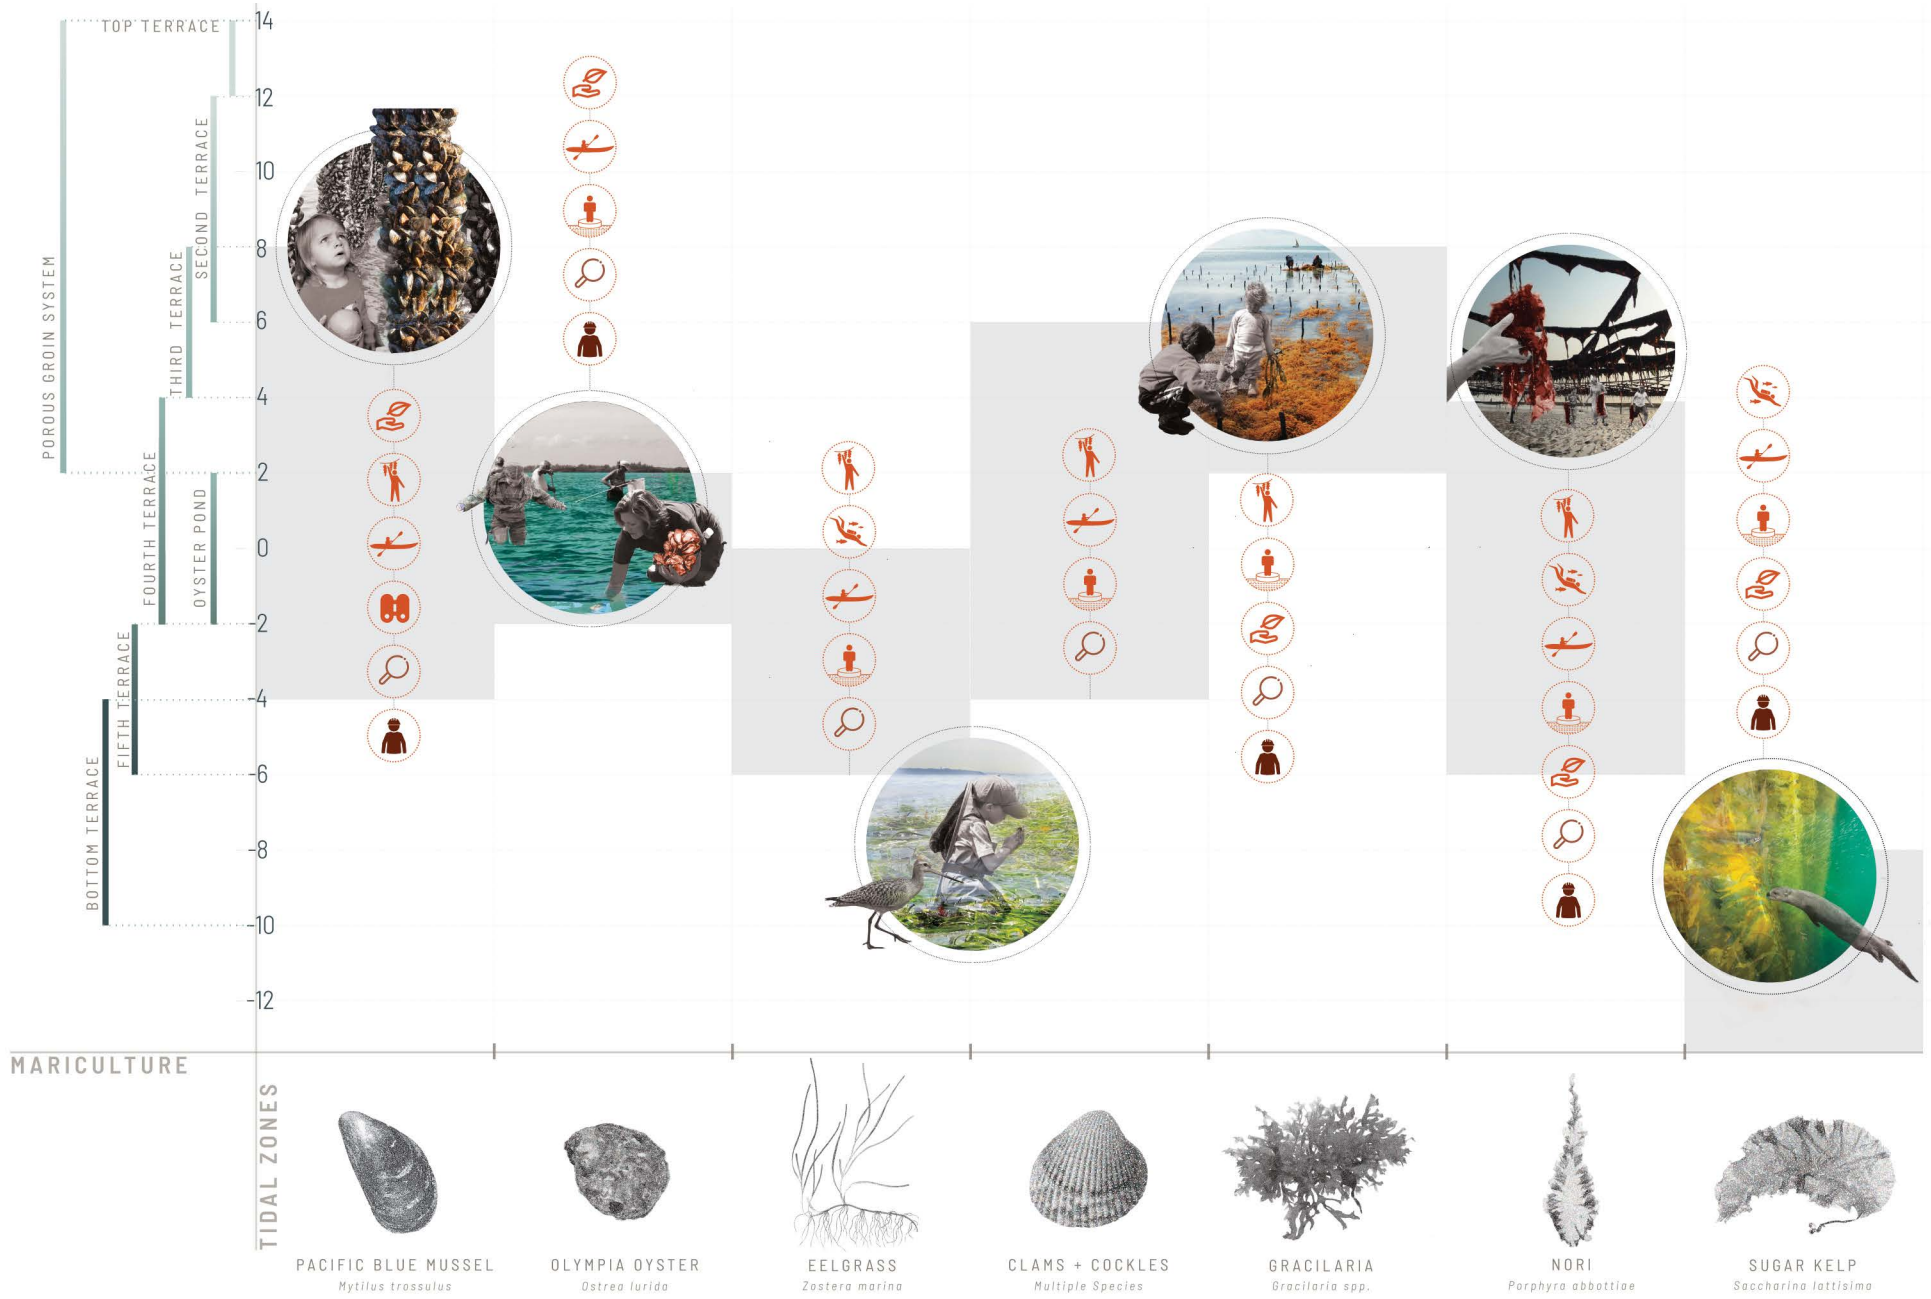 TOP TERRACE
14
12
10
8
6
4
2
0
-2
-4
-6
-8
-10
-12
POROUS GROIN SYSTEM
SECOND TERRACE
THIRD TERRACE
FOURTH TERRACE
OYSTER POND
FIFTH TERRACE
BOTTOM TERRACE
MARICULTURE
TIDAL ZONES
PACIFIC BLUE MUSSEL
Mytilus trossulus
OLYMPIA OYSTER
Ostrea lurida
EELGRASS
Zostera marina
CLAMS + COCKLES
Multiple Species
GRACILARIA
Gracilaria spp.
NORI
Porphyra abbottiae
SUGAR KELP
Saccharina lattisima